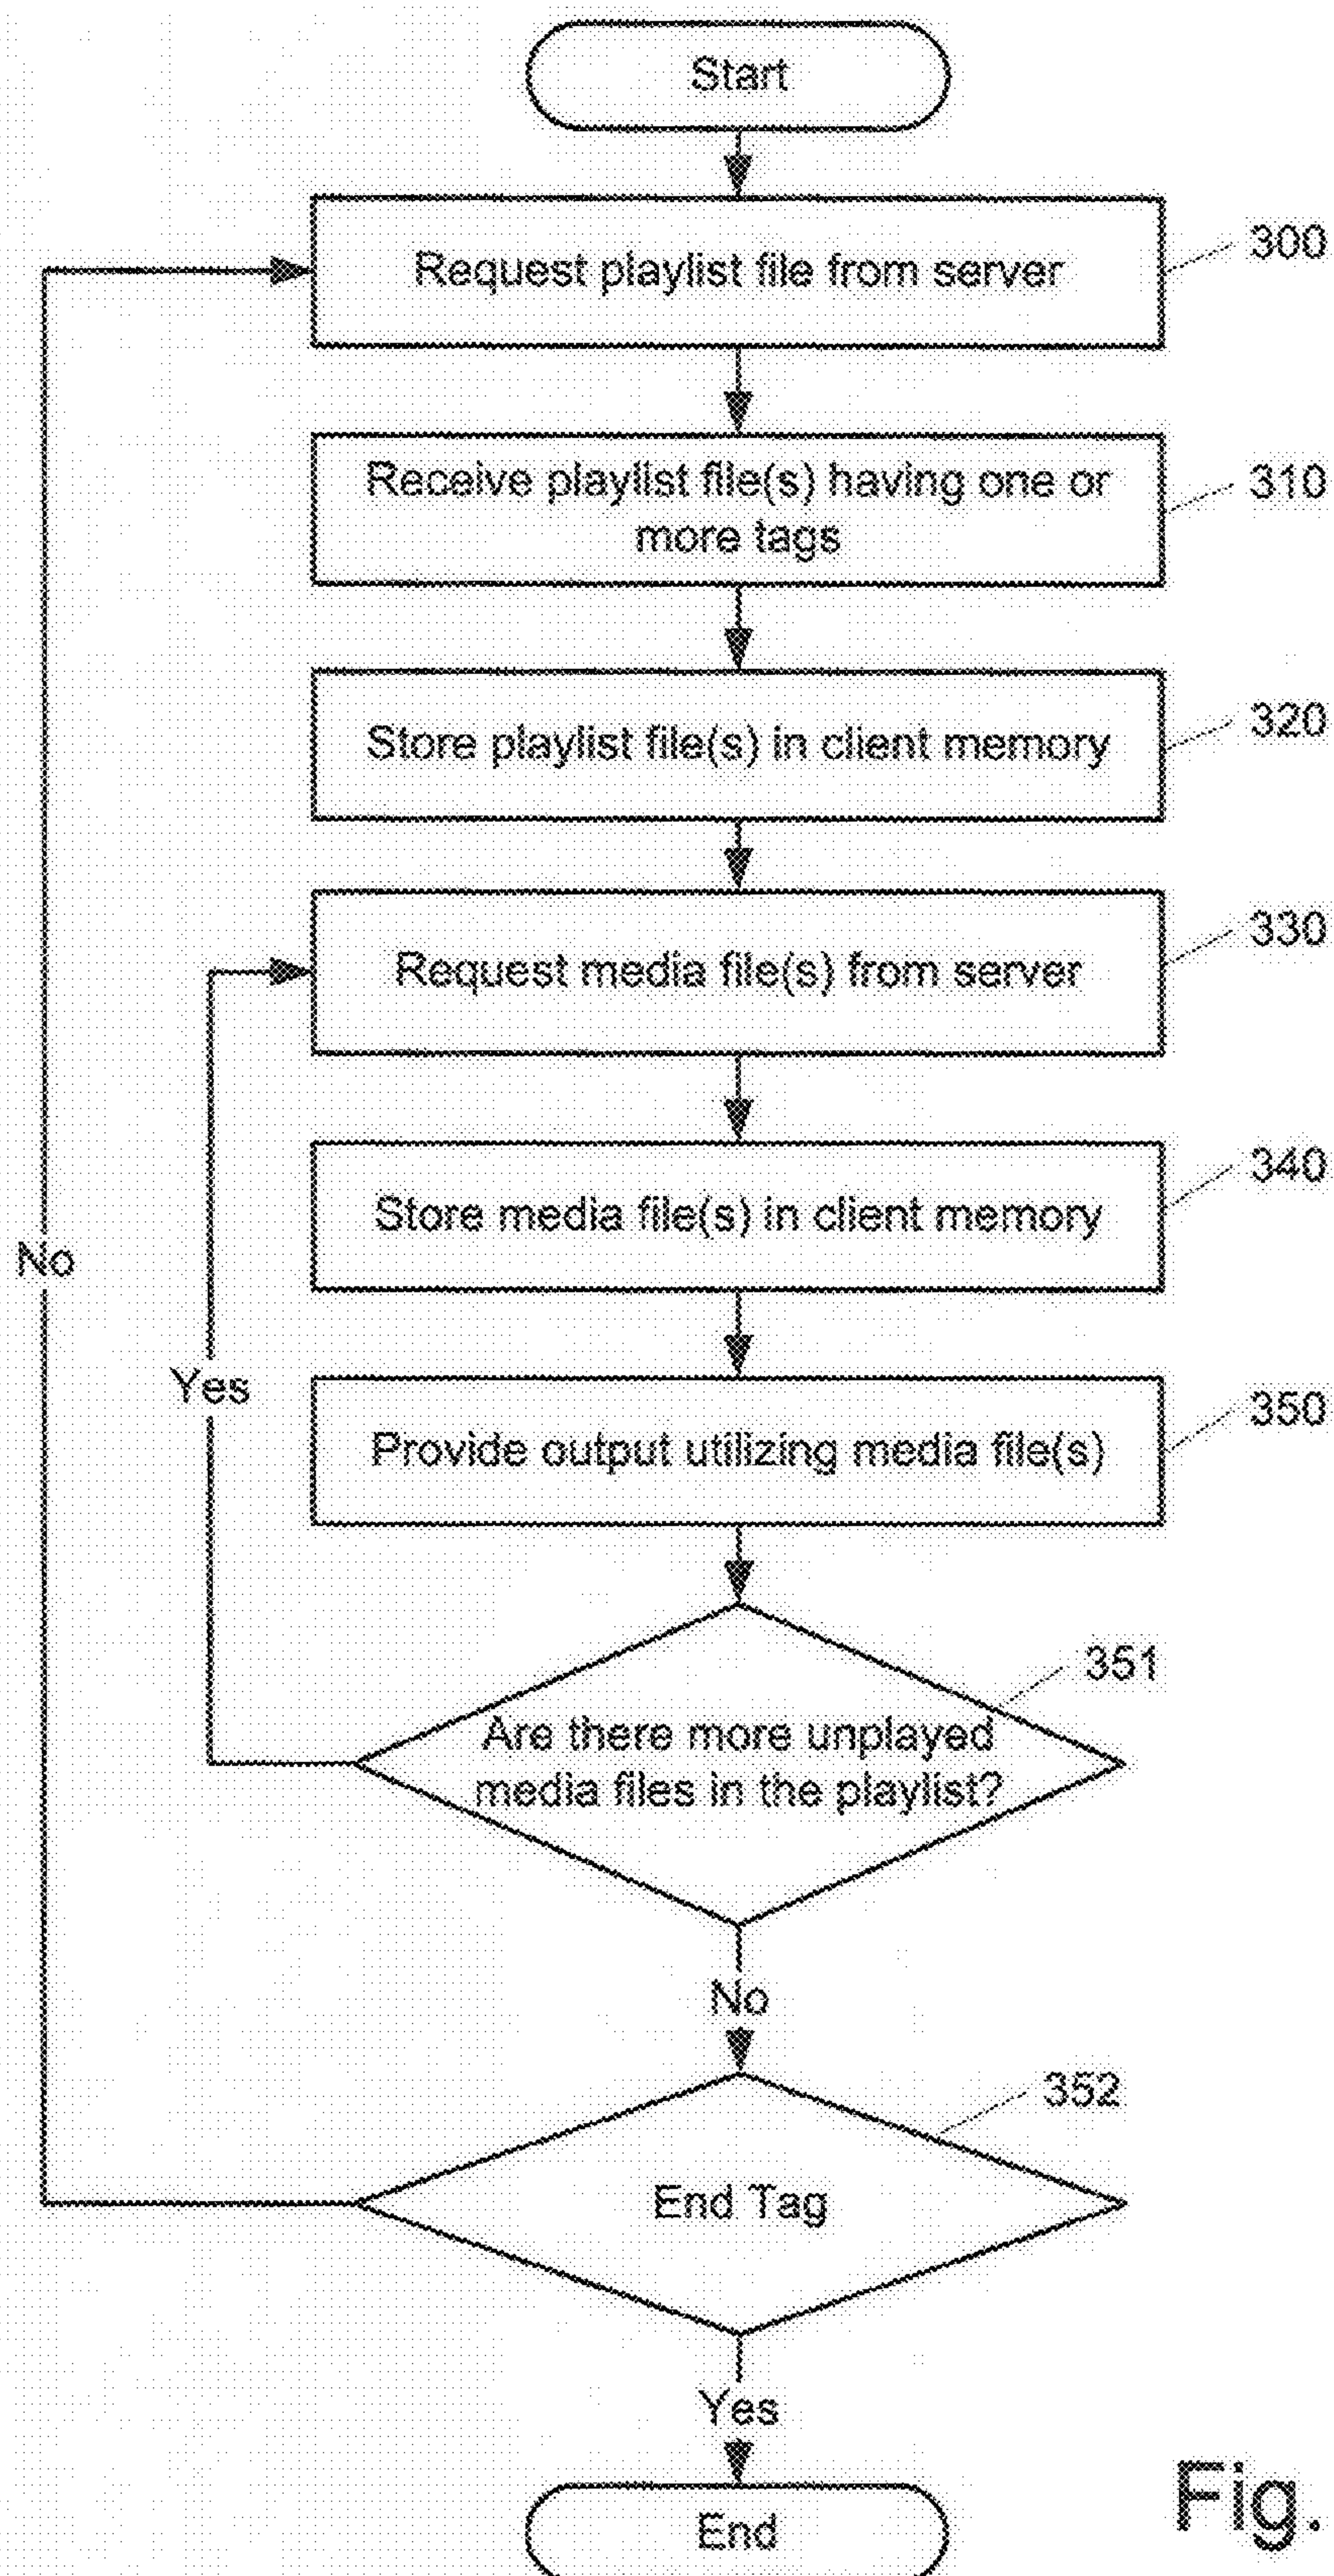 Start
Request playlist file from server
300
Receive playlist file(s) having one or
more tags
310
Store playlist file(s) in client memory
320
Request media file(s) from server
330
Store media file(s) in client memory
340
No
Yes
Provide output utilizing media file(s)
350
351
Are there more unplayed
media files in the playlist?
No
352
End Tag
Yes
End
Fig.